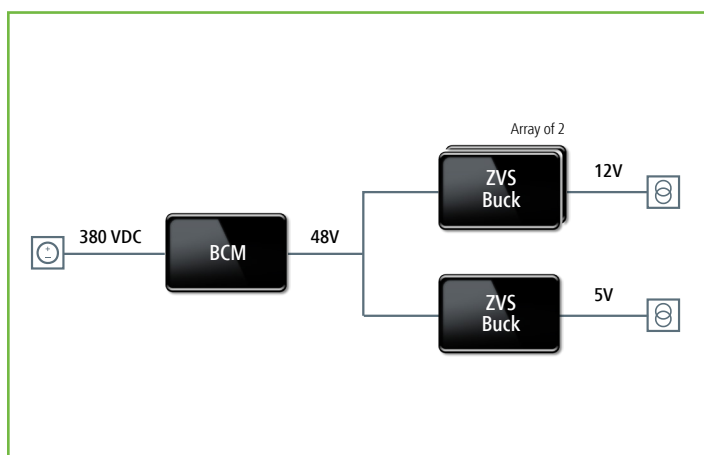 Array of 2
ZVS
Buck
12V
380 VDC
BCM
48V
ZVS
Buck
5V